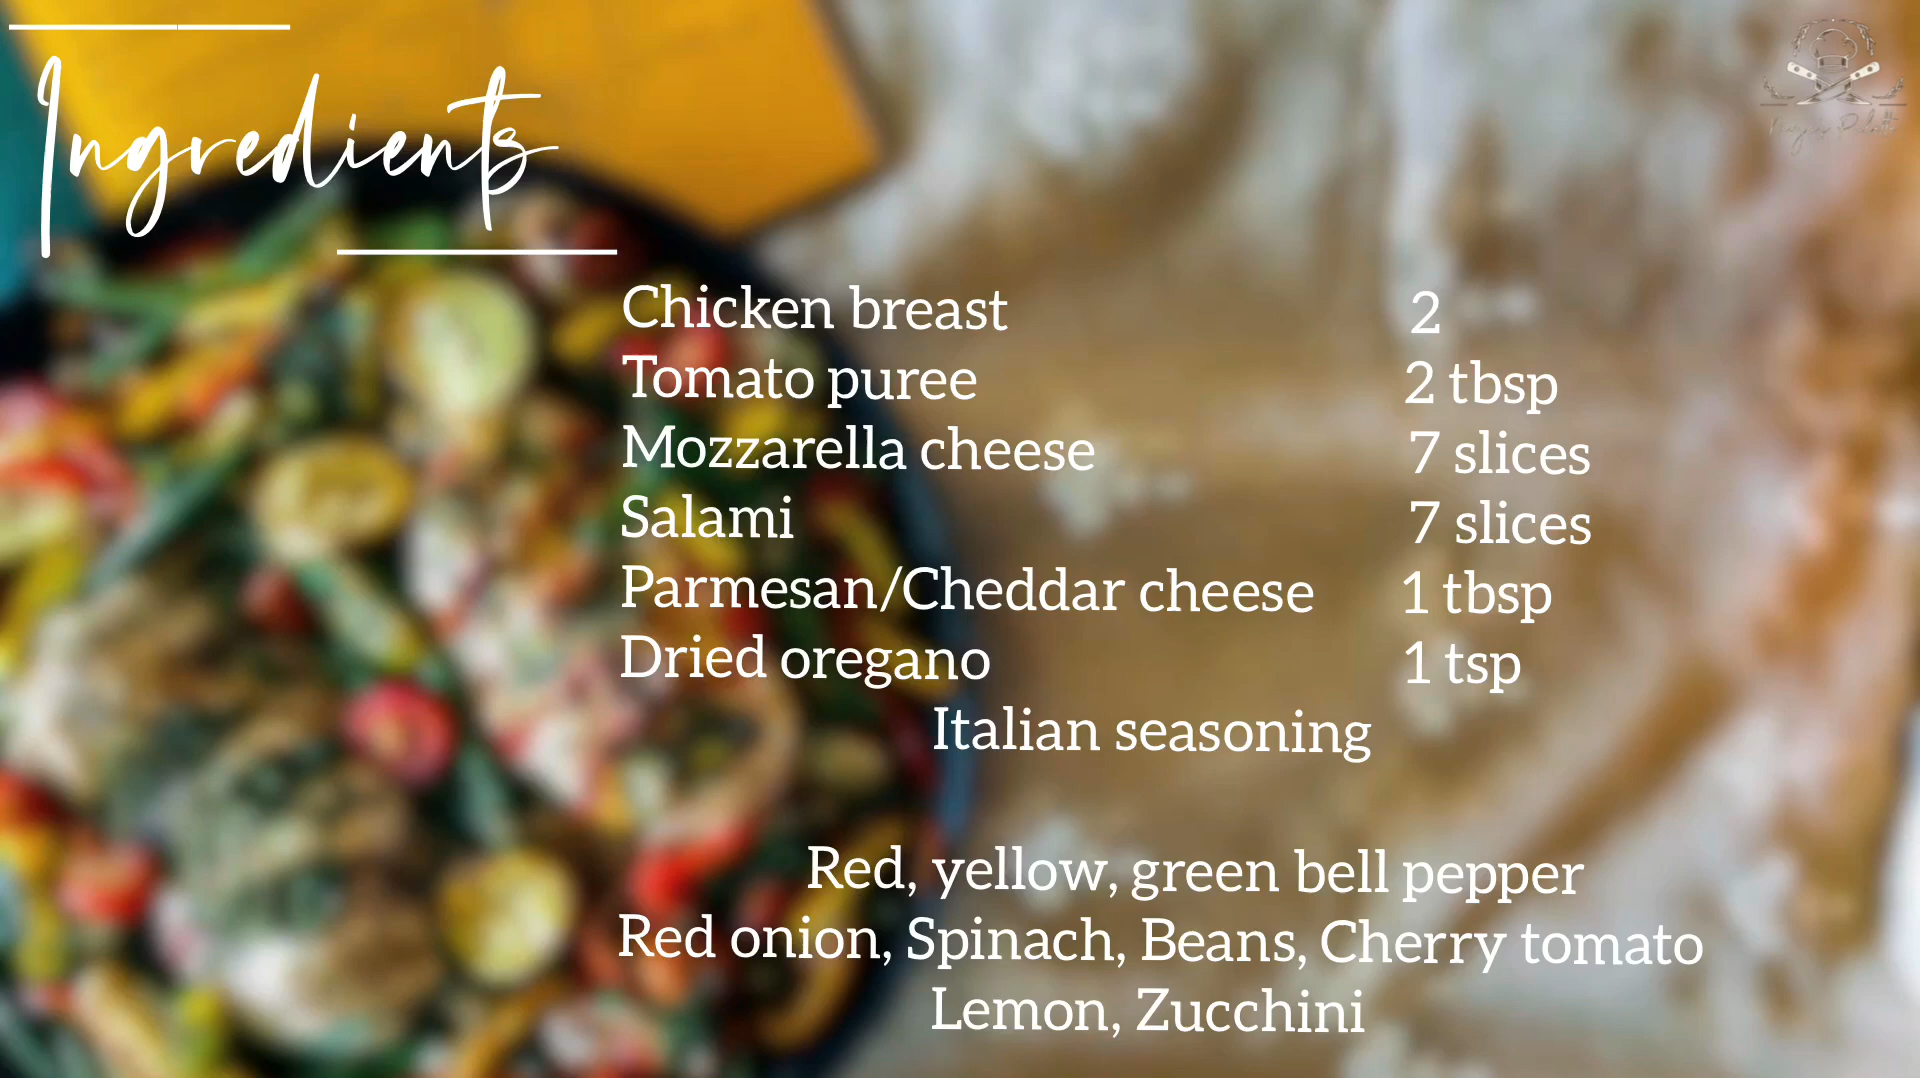 Ingredients
Chicken breast 2
Tomato puree 2 tbsp
Mozzarella cheese 7 slices
Salami 7 slices
Parmesan/Cheddar cheese 1 tbsp
Dried oregano 1 tsp
Italian seasoning
Red, yellow, green bell pepper
Red onion, Spinach, Beans, Cherry tomato
Lemon, Zucchini